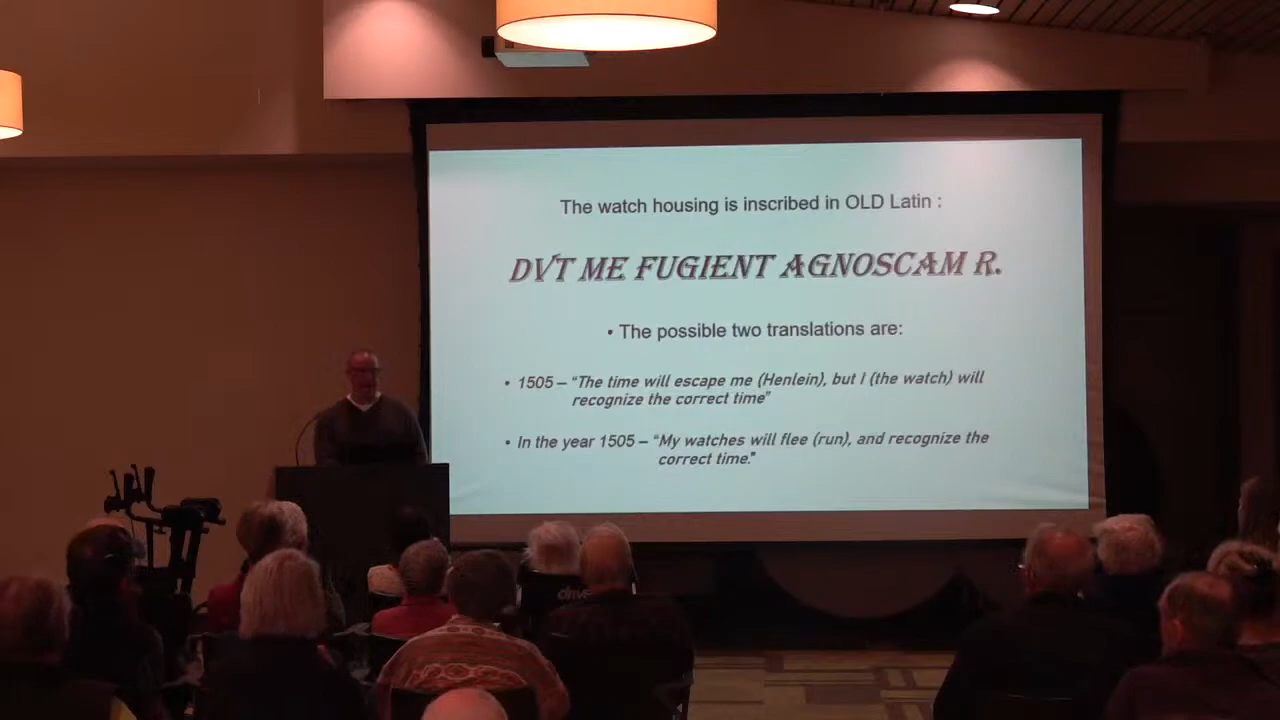 The watch housing is inscribed in OLD Latin :
DVT ME FUGIENT AGNOSCAM R.
• The possible two translations are:
• 1505 – “The time will escape me (Henlein), but I (the watch) will
recognize the correct time”
• In the year 1505 – “My watches will flee (run), and recognize the
correct time.”
drive